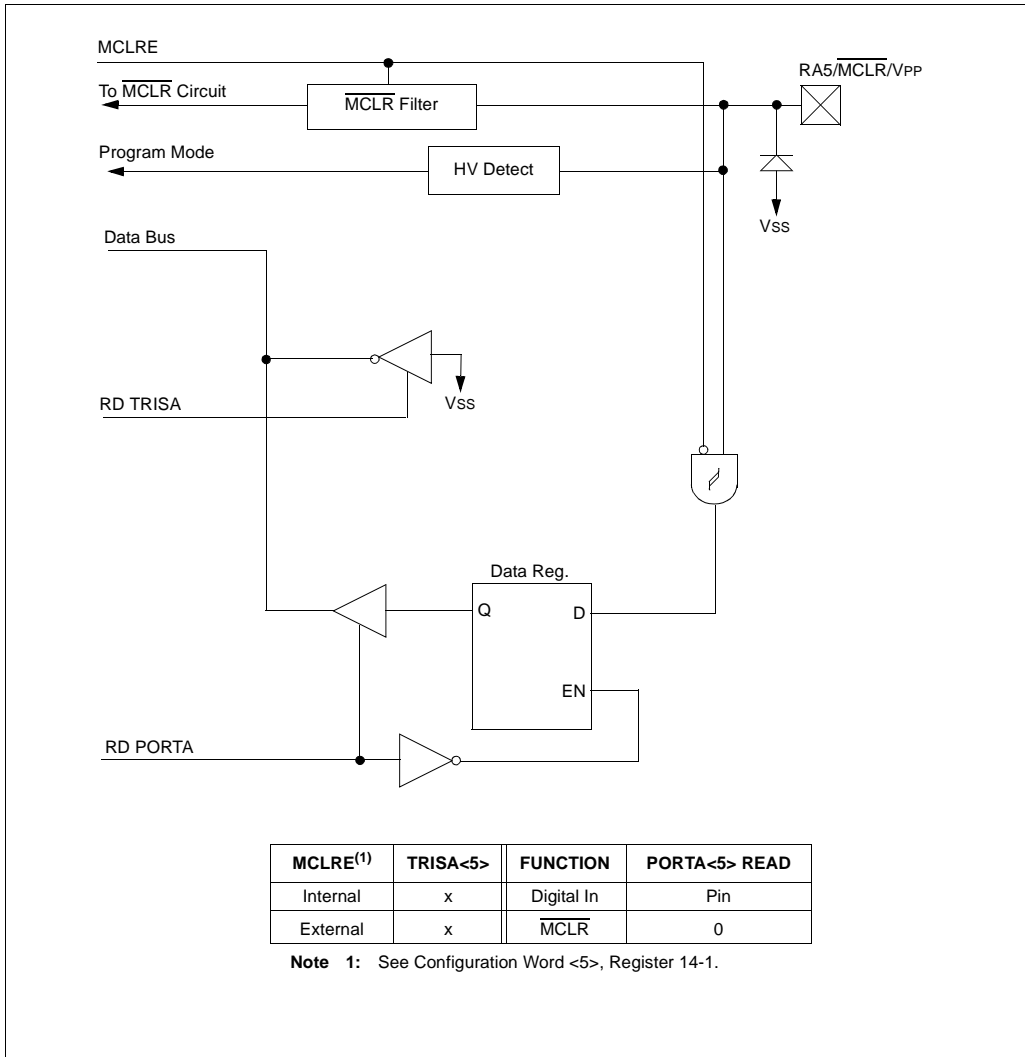 MCLRE
RA5/MCLR/VPP
To MCLR Circuit
MCLR Filter
Program Mode
HV Detect
VSS
Data Bus
RD TRISA
VSS
Data Reg.
Q
D
EN
RD PORTA
MCLRE(1) TRISA<5> FUNCTION PORTA<5> READ
Internal x Digital In Pin
External x MCLR 0
Note 1: See Configuration Word <5>, Register 14-1.